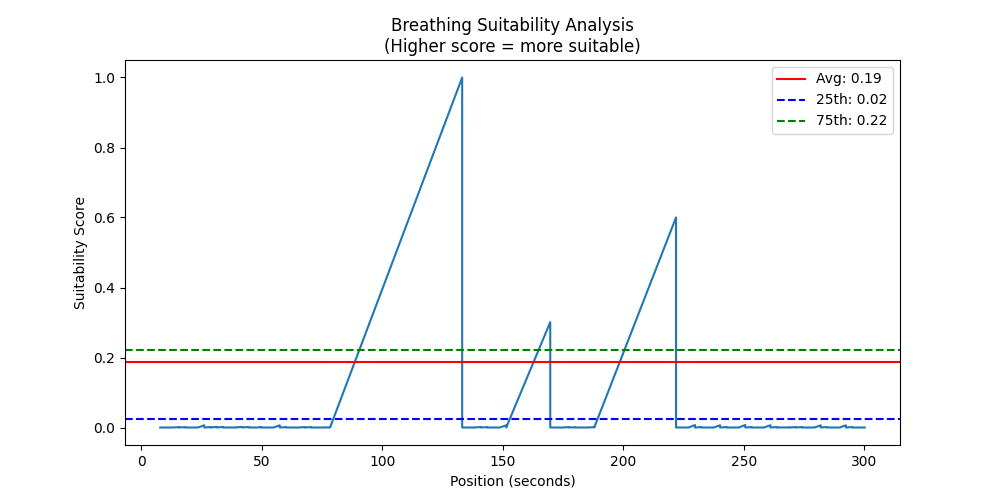 Breathing Suitability Analysis
(Higher score = more suitable)
Avg: 0.19
25th: 0.02
75th: 0.22
Suitability Score
1.0
0.8
0.6
0.4
0.2
0.0
0 50 100 150 200 250 300
Position (seconds)